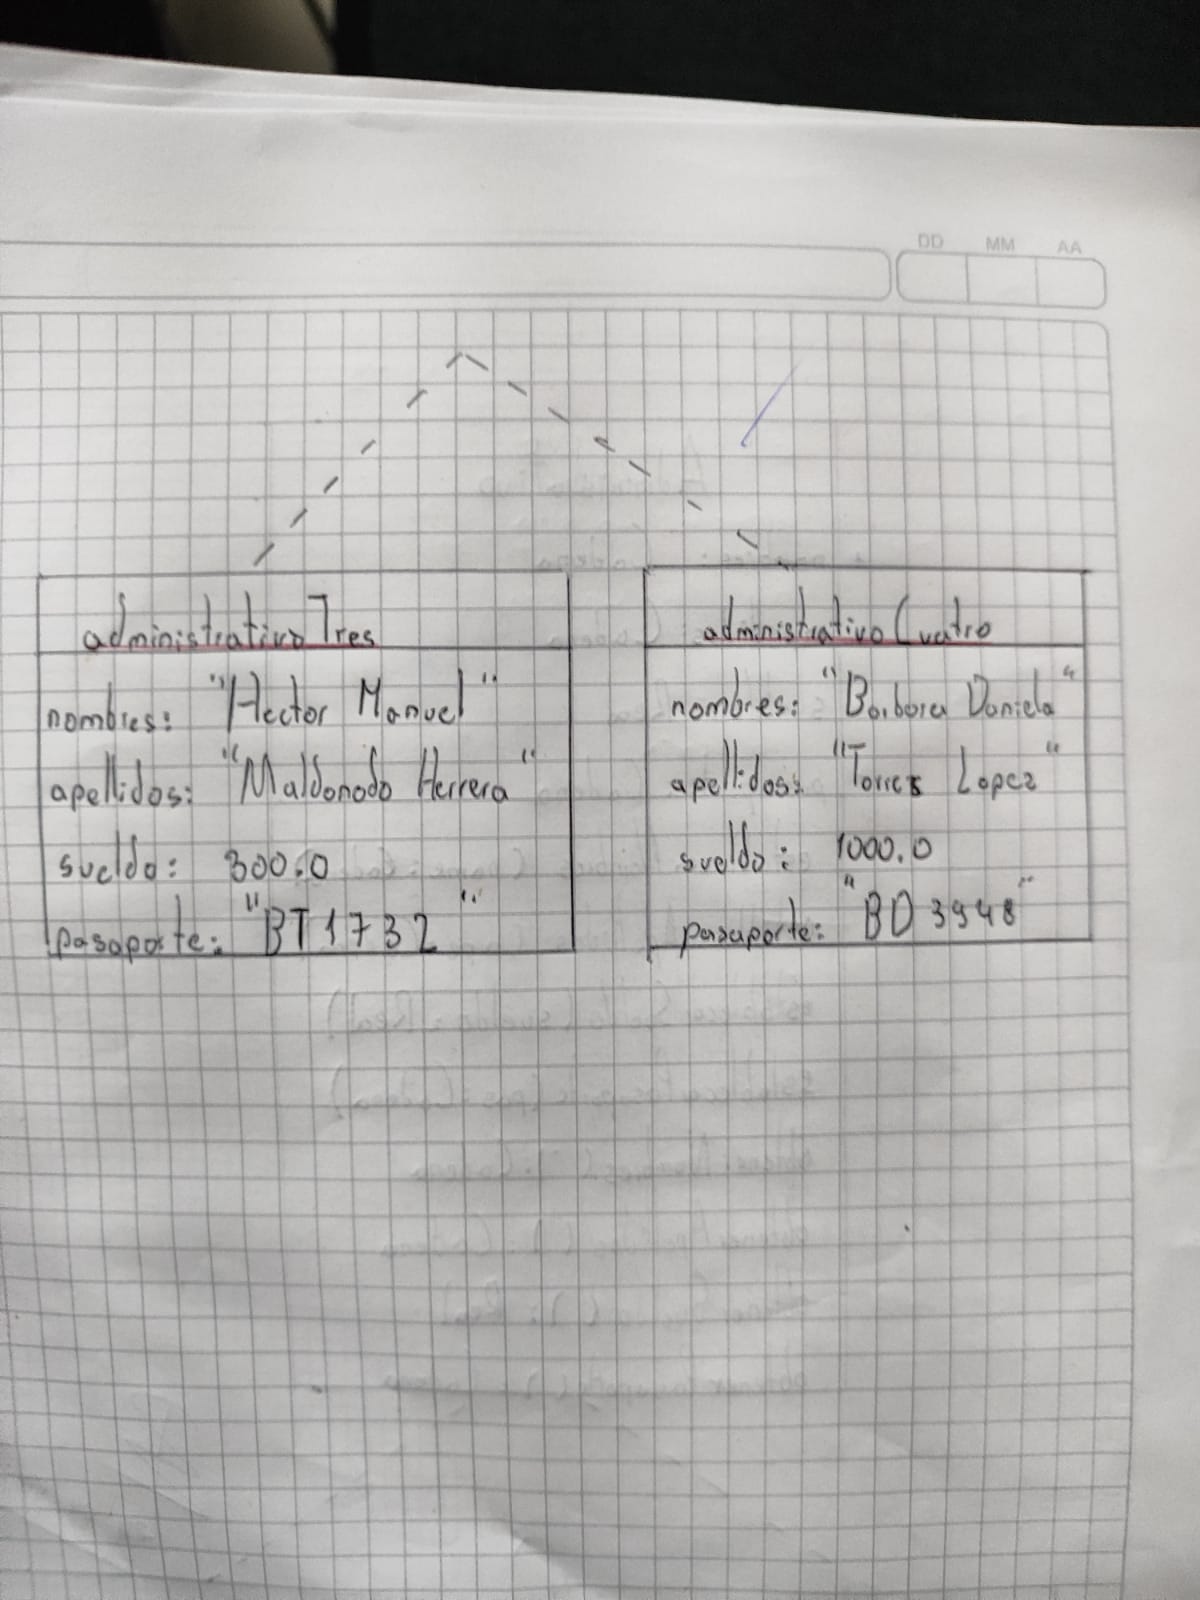 DD MM AA
administrativoTres
nombres: "Hector Manuel"
apellidos: "Maldonado Herrera"
sueldo: 300.0
pasaporte: "BT1732"
administrativoCuatro
nombres: "Barbara Daniela"
apellidos: "Torres Lopez"
sueldo: 1000.0
pasaporte: "BD3948"